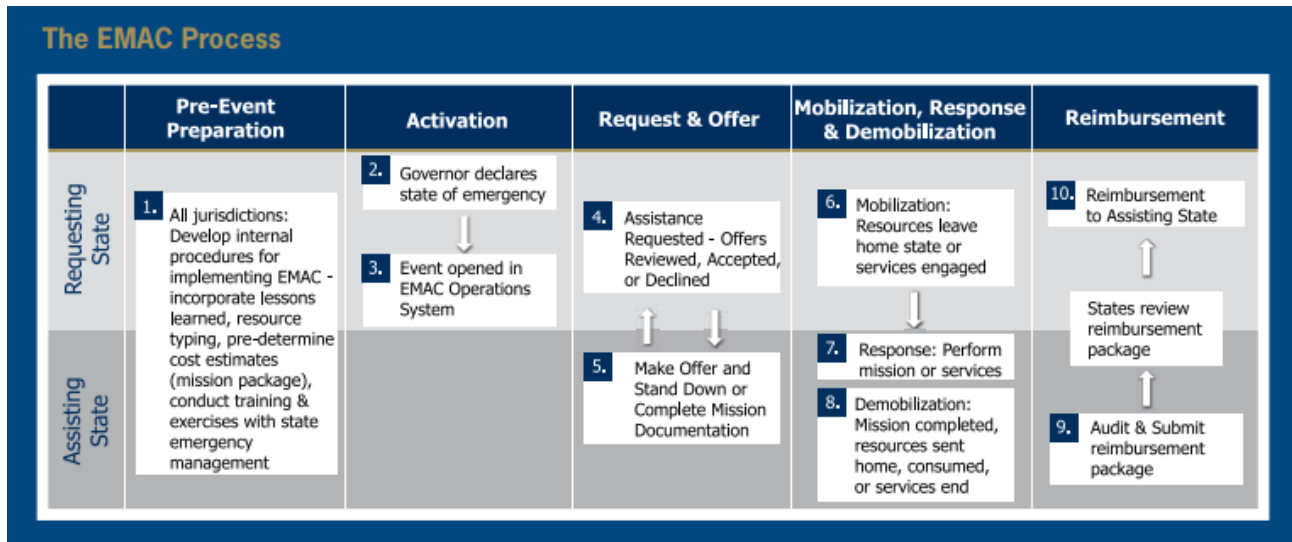 The EMAC Process
Pre-Event
Preparation
Activation
Request & Offer
Mobilization, Response
& Demobilization
Reimbursement
Requesting
State
Assisting
State
1.
All jurisdictions:
Develop internal
procedures for
implementing EMAC -
incorporate lessons
learned, resource
typing, pre-determine
cost estimates
(mission package),
conduct training &
exercises with state
emergency
management
2.
Governor declares
state of emergency
3.
Event opened in
EMAC Operations
System
4.
Assistance
Requested - Offers
Reviewed, Accepted,
or Declined
5.
Make Offer and
Stand Down or
Complete Mission
Documentation
6.
Mobilization:
Resources leave
home state or
services engaged
7.
Response: Perform
mission or services
8.
Demobilization:
Mission completed,
resources sent
home, consumed,
or services end
10.
Reimbursement
to Assisting State
States review
reimbursement
package
9.
Audit & Submit
reimbursement
package